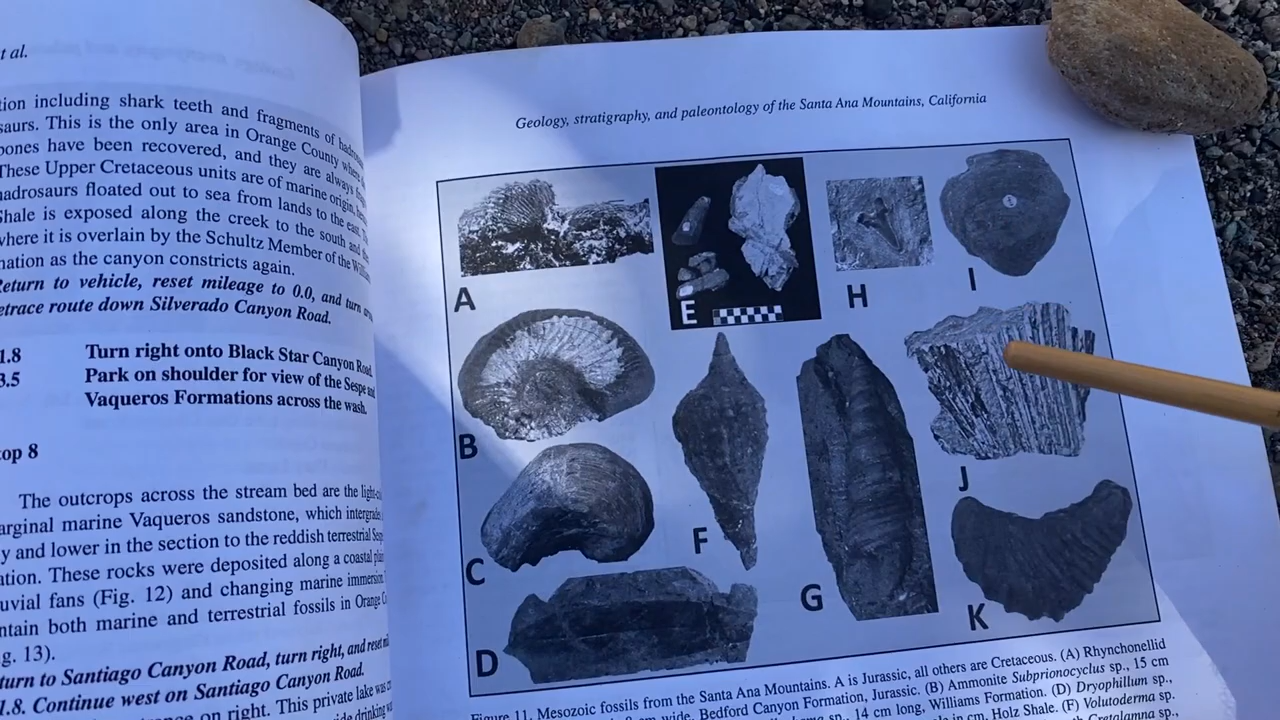 t al.
tion including shark teeth and fragments of
saurs. This is the only area in Orange County
bones have been recovered, and they are always
These Upper Cretaceous units are of marine origin,
hadrosaurs floated out to sea from lands to the east.
Shale is exposed along the creek to the south and
where it is overlain by the Schultz Member of the
nation as the canyon constricts again.
Return to vehicle, reset mileage to 0.0, and turn
etrace route down Silverado Canyon Road.
1.8 Turn right onto Black Star Canyon Road.
3.5 Park on shoulder for view of the Sespe and
Vaqueros Formations across the wash.
top 8
The outcrops across the stream bed are the
arginal marine Vaqueros sandstone, which
y and lower in the section to the reddish terrestrial
ation. These rocks were deposited along a coastal
uvial fans (Fig. 12) and changing marine
ntain both marine and terrestrial fossils in Orange
g. 13).
turn to Santiago Canyon Road, turn right, and reset
1.8. Continue west on Santiago Canyon Road.
on right. This private lake was
drinking
Geology, stratigraphy, and paleontology of the Santa Ana Mountains, California
A
B
C
D
E
F
G
H
I
J
K
Figure 11. Mesozoic fossils from the Santa Ana Mountains. A is Jurassic, all others are Cretaceous. (A) Rhynchonellid
cm wide, Bedford Canyon Formation, Jurassic. (B) Ammonite Subprionocyclus sp., 15 cm
sp., 14 cm long, Williams Formation. (D) Dryophyllum sp.,
in cm, Holz Shale. (F) Volutoderma sp.,
Cretalamna sp.,